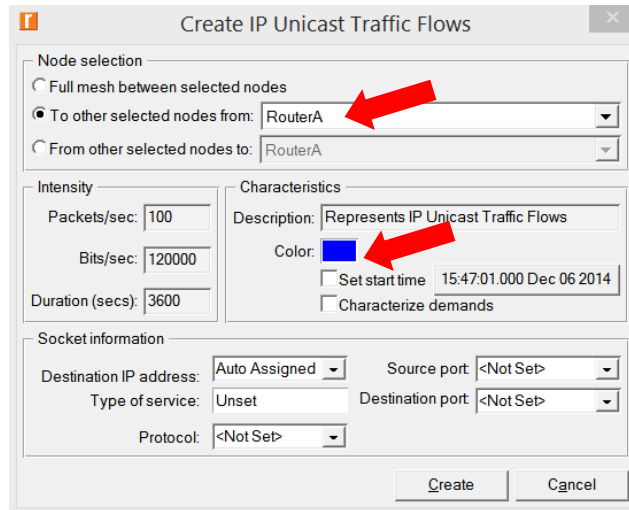 Create IP Unicast Traffic Flows
Node selection
Full mesh between selected nodes
To other selected nodes from: RouterA
From other selected nodes to: RouterA
Intensity
Packets/sec: 100
Bits/sec: 120000
Duration (secs): 3600
Characteristics
Description: Represents IP Unicast Traffic Flows
Color:
Set start time 15:47:01.000 Dec 06 2014
Characterize demands
Socket information
Destination IP address: Auto Assigned
Type of service: Unset
Protocol: <Not Set>
Source port: <Not Set>
Destination port: <Not Set>
Create Cancel